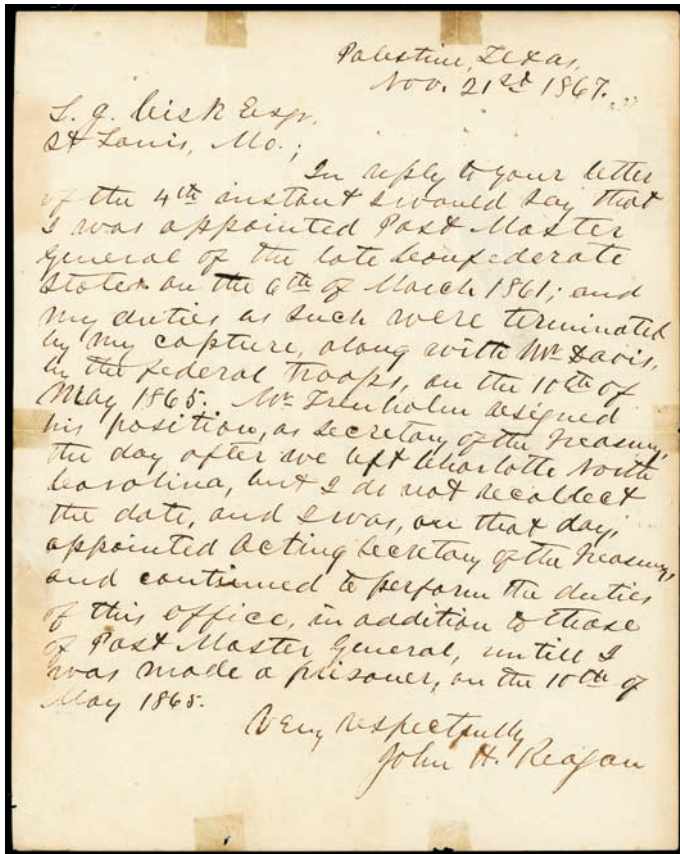 Palestine, Texas,
Nov. 21st 1867.
L. A. Cisk Esqr.
St Louis, Mo.;
In reply to your letter
of the 4th instant I would say that
I was appointed Post Master
General of the late Confederate
States on the 6th of March 1861; and
my duties as such were terminated
by my capture, along with Mr Davis,
by the federal troops, on the 10th of
May 1865. Mr Trenholm resigned
his position, as Secretary of the Treasury,
the day after we left Charlotte North
Carolina, but I do not recollect
the date, and I was, on that day,
appointed Acting Secretary of the Treasury,
and continued to perform the duties
of this office, in addition to those
of Post Master General, untill I
was made a prisoner, on the 10th of
May 1865.
Very respectfully
John H. Reagan